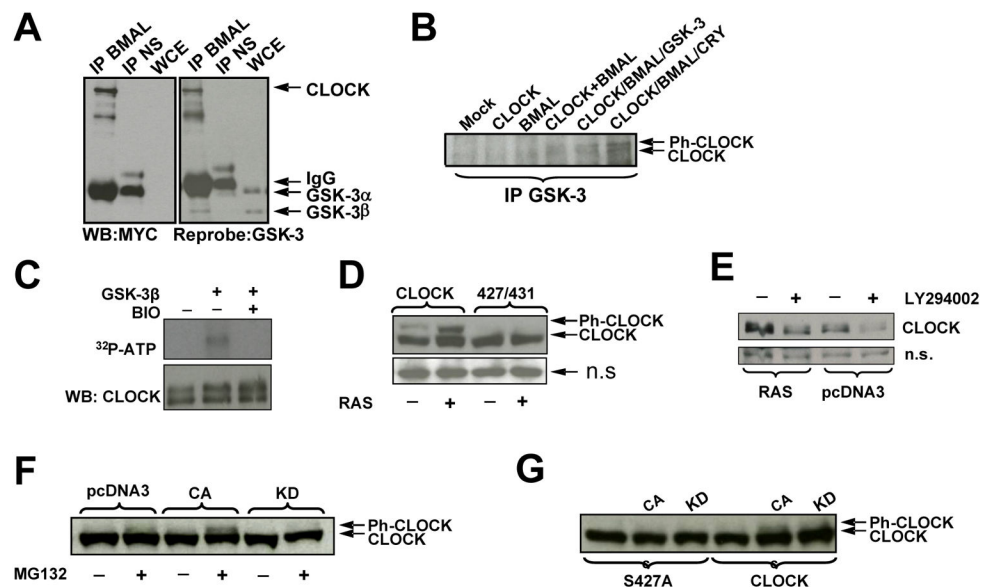 A
IP BMAL
IP NS
WCE
IP BMAL
IP NS
WCE
CLOCK
IgG
GSK-3α
GSK-3β
WB:MYC
Reprobe:GSK-3
B
Mock
CLOCK
BMAL
CLOCK+BMAL
CLOCK/BMAL/GSK-3
CLOCK/BMAL/CRY
Ph-CLOCK
CLOCK
IP GSK-3
C
GSK-3β – + +
BIO +
³²P-ATP
WB: CLOCK
D
CLOCK 427/431
Ph-CLOCK
CLOCK
n.s
RAS – + – +
E
– + – + LY294002
CLOCK
n.s.
RAS pcDNA3
F
pcDNA3 CA KD
Ph-CLOCK
CLOCK
MG132 – + – + – +
G
CA KD CA KD
Ph-CLOCK
CLOCK
S427A CLOCK